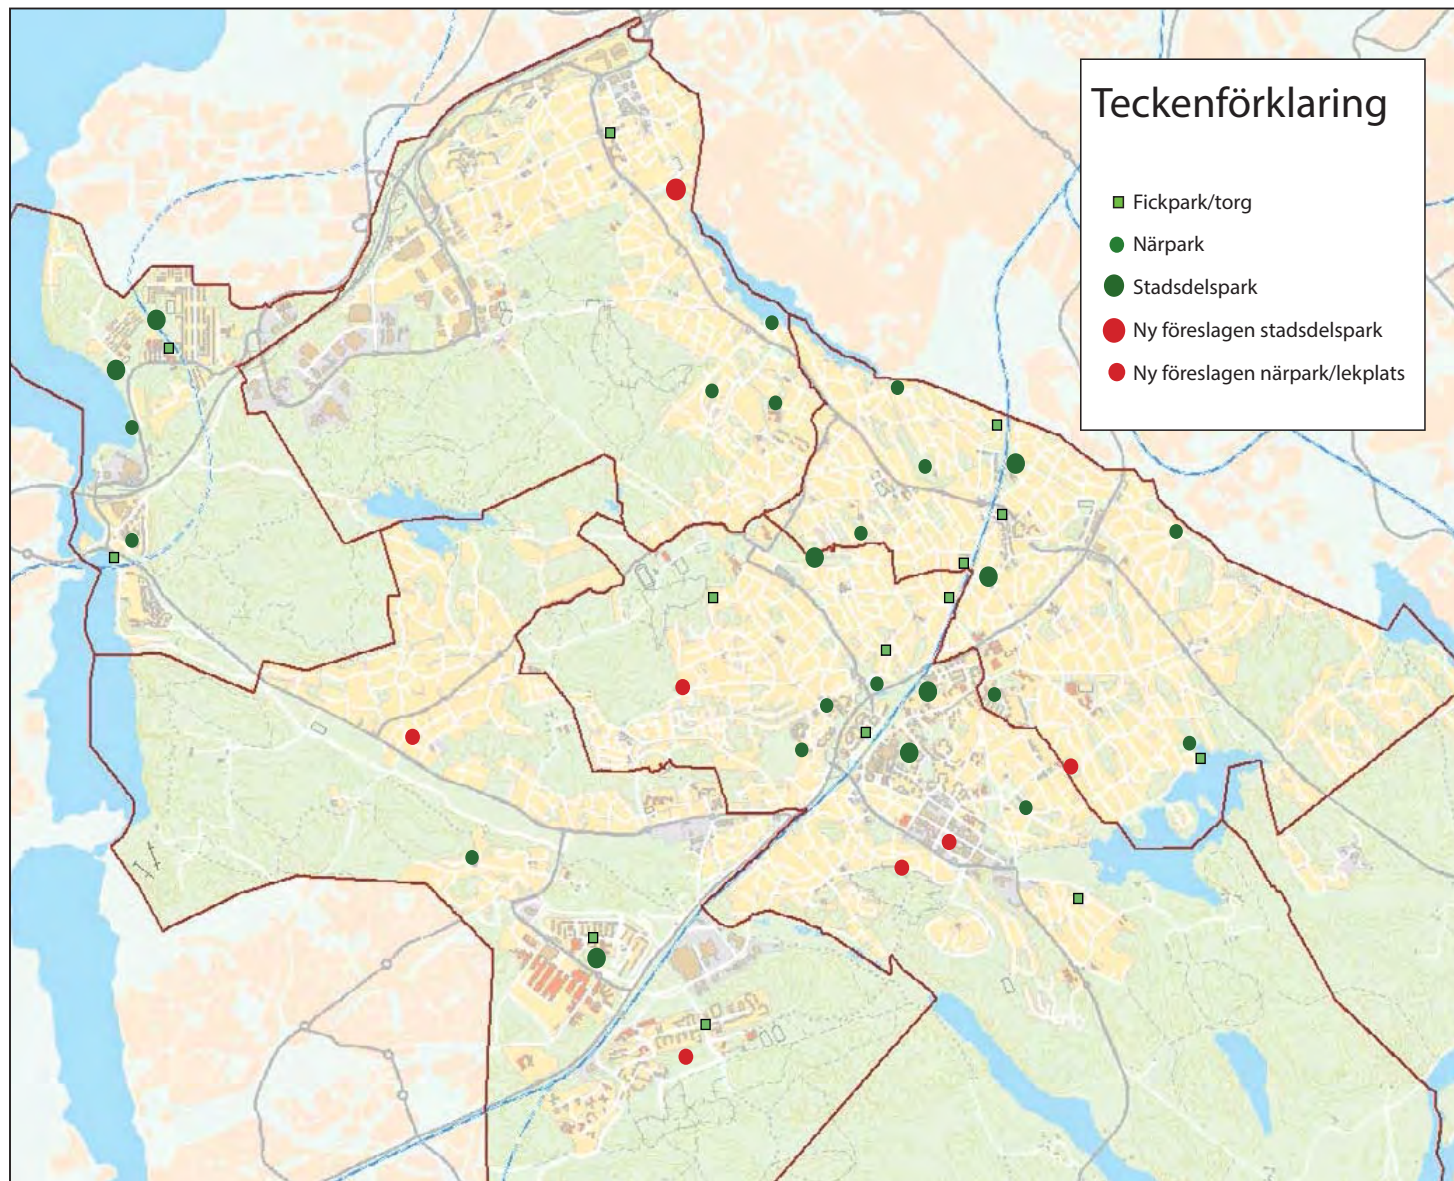 Teckenförklaring
Fickpark/torg
Närpark
Stadsdelspark
Ny föreslagen stadsdelspark
Ny föreslagen närpark/lekplats